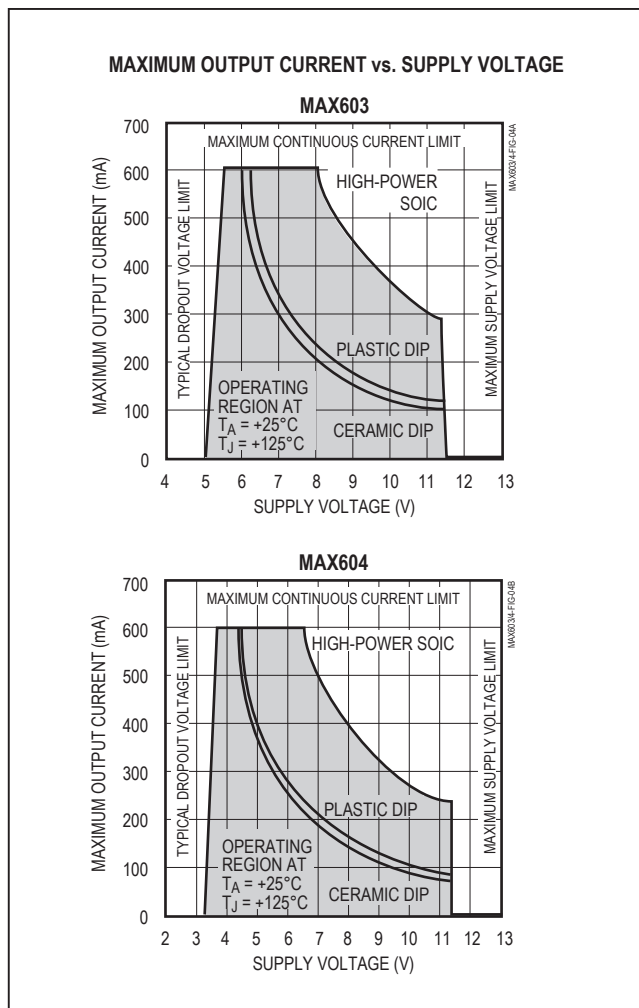 MAXIMUM OUTPUT CURRENT vs. SUPPLY VOLTAGE
MAX603
MAXIMUM OUTPUT CURRENT (mA)
700
600
500
400
300
200
100
0
MAXIMUM CONTINUOUS CURRENT LIMIT
TYPICAL DROPOUT VOLTAGE LIMIT
HIGH-POWER
SOIC
PLASTIC DIP
OPERATING
REGION AT
TA = +25°C
TJ = +125°C
CERAMIC DIP
MAXIMUM SUPPLY VOLTAGE LIMIT
MAX603/4-FIG-04A
4 5 6 7 8 9 10 11 12 13
SUPPLY VOLTAGE (V)
MAX604
MAXIMUM OUTPUT CURRENT (mA)
700
600
500
400
300
200
100
0
MAXIMUM CONTINUOUS CURRENT LIMIT
TYPICAL DROPOUT VOLTAGE LIMIT
HIGH-POWER SOIC
PLASTIC DIP
OPERATING
REGION AT
TA = +25°C
TJ = +125°C
CERAMIC DIP
MAXIMUM SUPPLY VOLTAGE LIMIT
MAX603/4-FIG-04B
2 3 4 5 6 7 8 9 10 11 12 13
SUPPLY VOLTAGE (V)